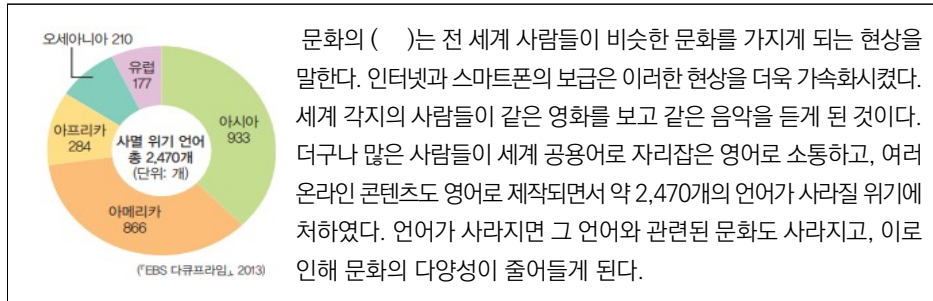 오세아니아 210
유럽
177
아시아
933
아프리카
284
사멸 위기 언어
총 2,470개
(단위: 개)
아메리카
866
(『EBS 다큐프라임』, 2013)
문화의 (    )는 전 세계 사람들이 비슷한 문화를 가지게 되는 현상을
말한다. 인터넷과 스마트폰의 보급은 이러한 현상을 더욱 가속화시켰다.
세계 각지의 사람들이 같은 영화를 보고 같은 음악을 듣게 된 것이다.
더구나 많은 사람들이 세계 공용어로 자리잡은 영어로 소통하고, 여러
온라인 콘텐츠도 영어로 제작되면서 약 2,470개의 언어가 사라질 위기에
처하였다. 언어가 사라지면 그 언어와 관련된 문화도 사라지고, 이로
인해 문화의 다양성이 줄어들게 된다.